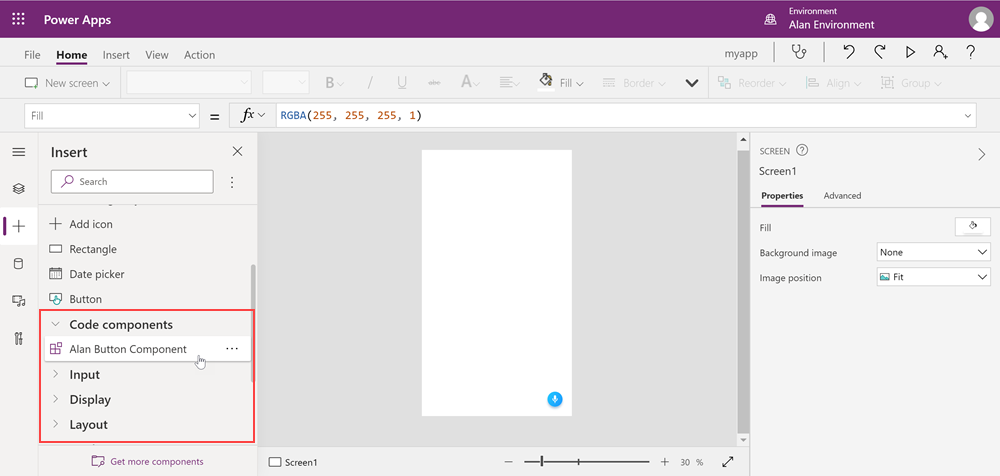 Power Apps
Environment
Alan Environment
File Home Insert View Action
myapp
New screen
B / U abc A Fill Border Reorder Align Group
Fill = fx RGBA(255, 255, 255, 1)
Insert
Search
Add icon
Rectangle
Date picker
Button
Code components
Alan Button Component ...
Input
Display
Layout
Get more components
Screen1
30 %
SCREEN ?
Screen1
Properties Advanced
Fill
Background image None
Image position Fit